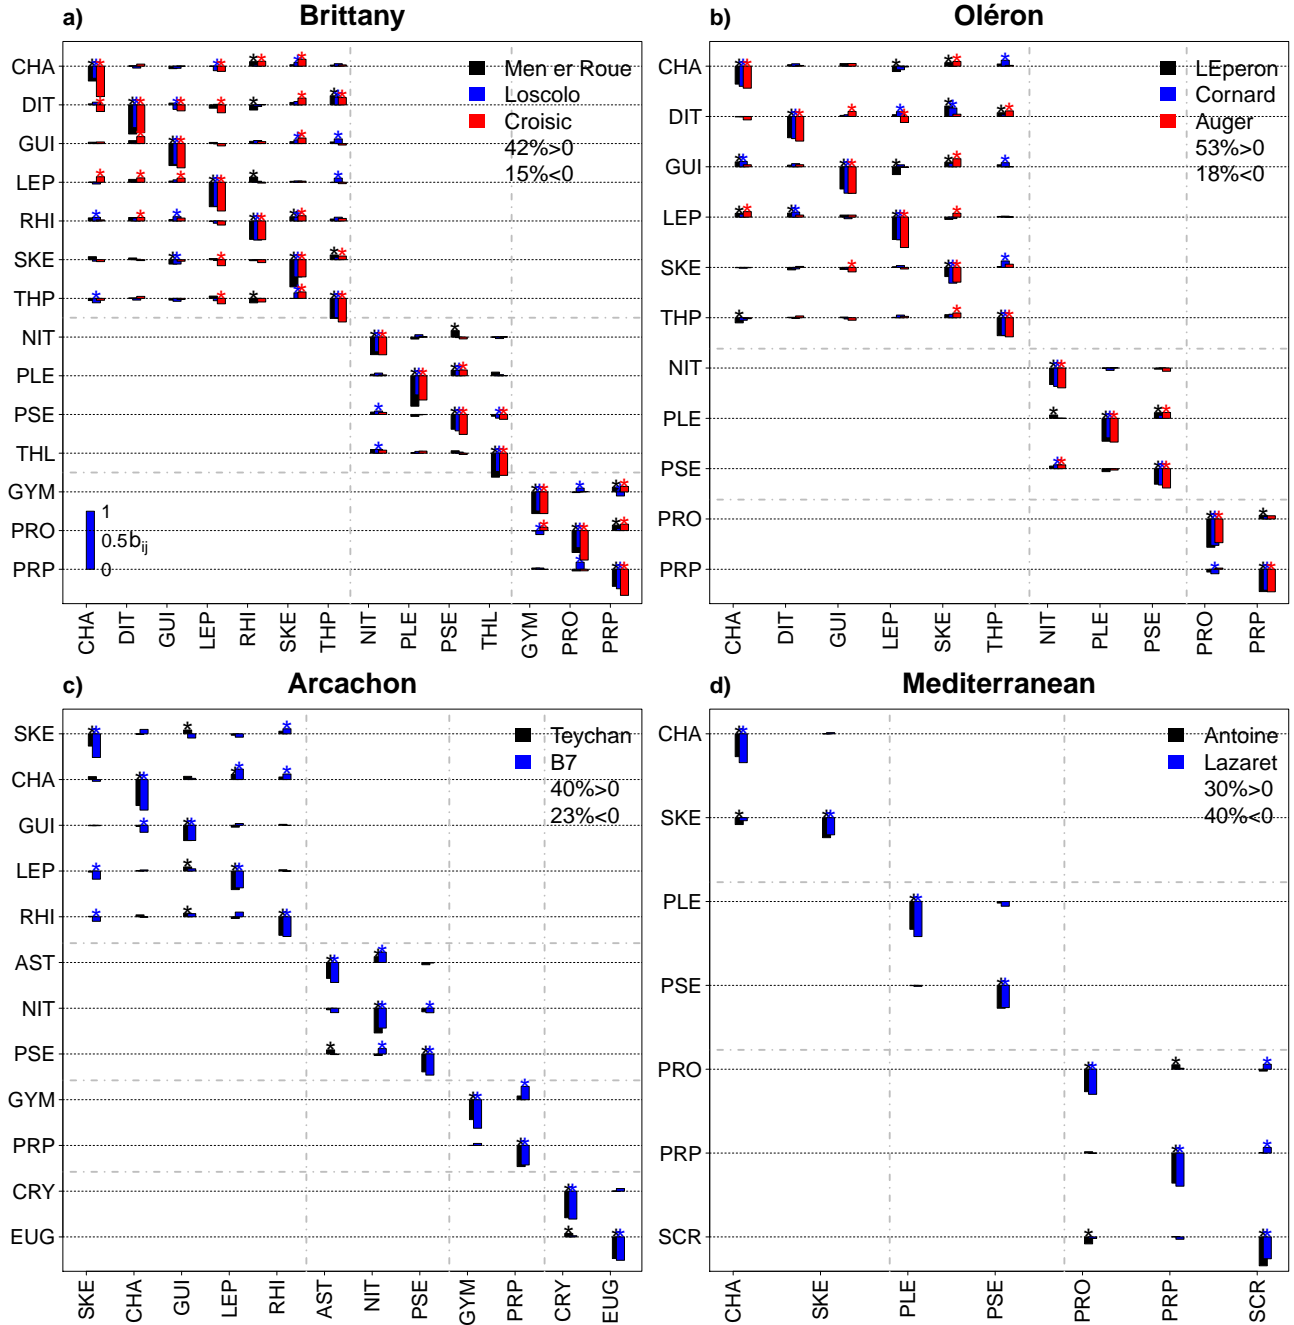 a) Brittany
CHA
DIT
GUI
LEP
RHI
SKE
THP
NIT
PLE
PSE
THL
GYM
PRO
PRP
Men er Roue
Loscolo
Croisic
42%>0
15%<0
1
0.5 b_ij
0
CHA DIT GUI LEP RHI SKE THP NIT PLE PSE THL GYM PRO PRP
b) Oléron
CHA
DIT
GUI
LEP
SKE
THP
NIT
PLE
PSE
PRO
PRP
LEperon
Cornard
Auger
53%>0
18%<0
CHA DIT GUI LEP SKE THP NIT PLE PSE PRO PRP
c) Arcachon
SKE
CHA
GUI
LEP
RHI
AST
NIT
PSE
GYM
PRP
CRY
EUG
Teychan
B7
40%>0
23%<0
SKE CHA GUI LEP RHI AST NIT PSE GYM PRP CRY EUG
d) Mediterranean
CHA
SKE
PLE
PSE
PRO
PRP
SCR
Antoine
Lazaret
30%>0
40%<0
CHA SKE PLE PSE PRO PRP SCR